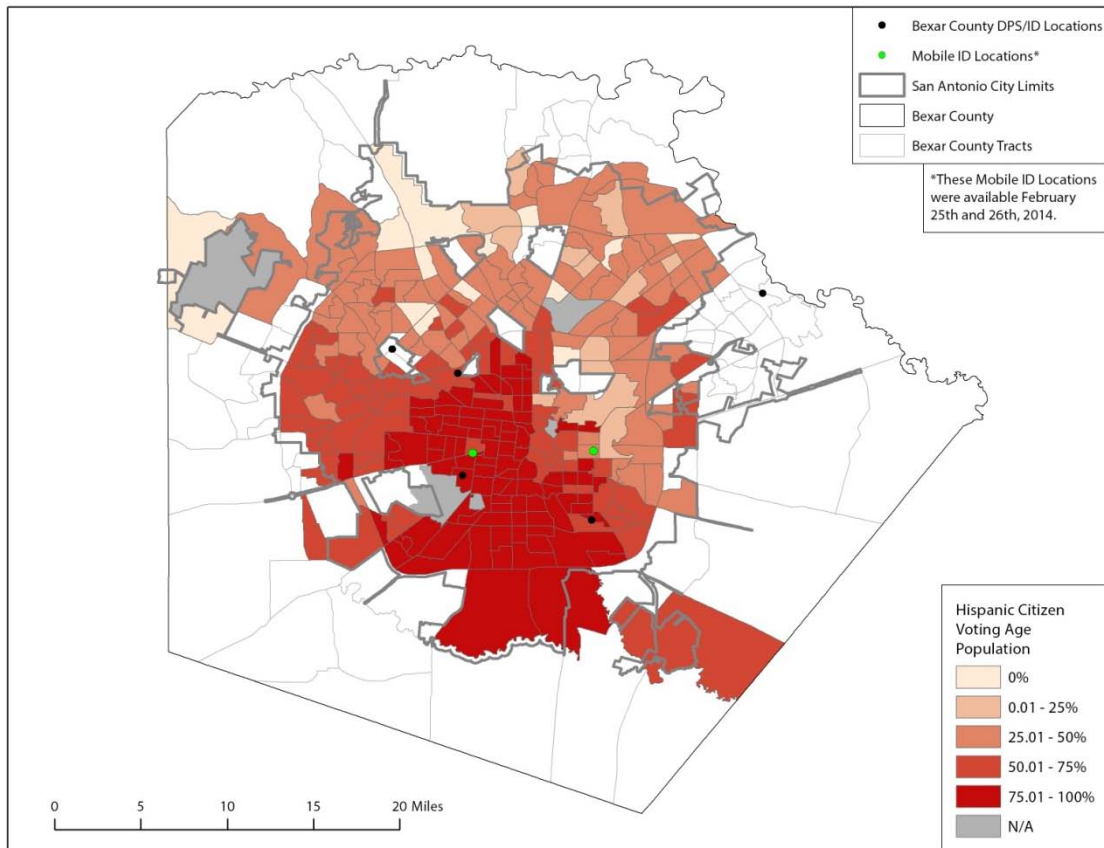 Bexar County DPS/ID Locations
Mobile ID Locations*
San Antonio City Limits
Bexar County
Bexar County Tracts
*These Mobile ID Locations
were available February
25th and 26th, 2014.
Hispanic Citizen
Voting Age
Population
0%
0.01 - 25%
25.01 - 50%
50.01 - 75%
75.01 - 100%
N/A
0 5 10 15 20 Miles